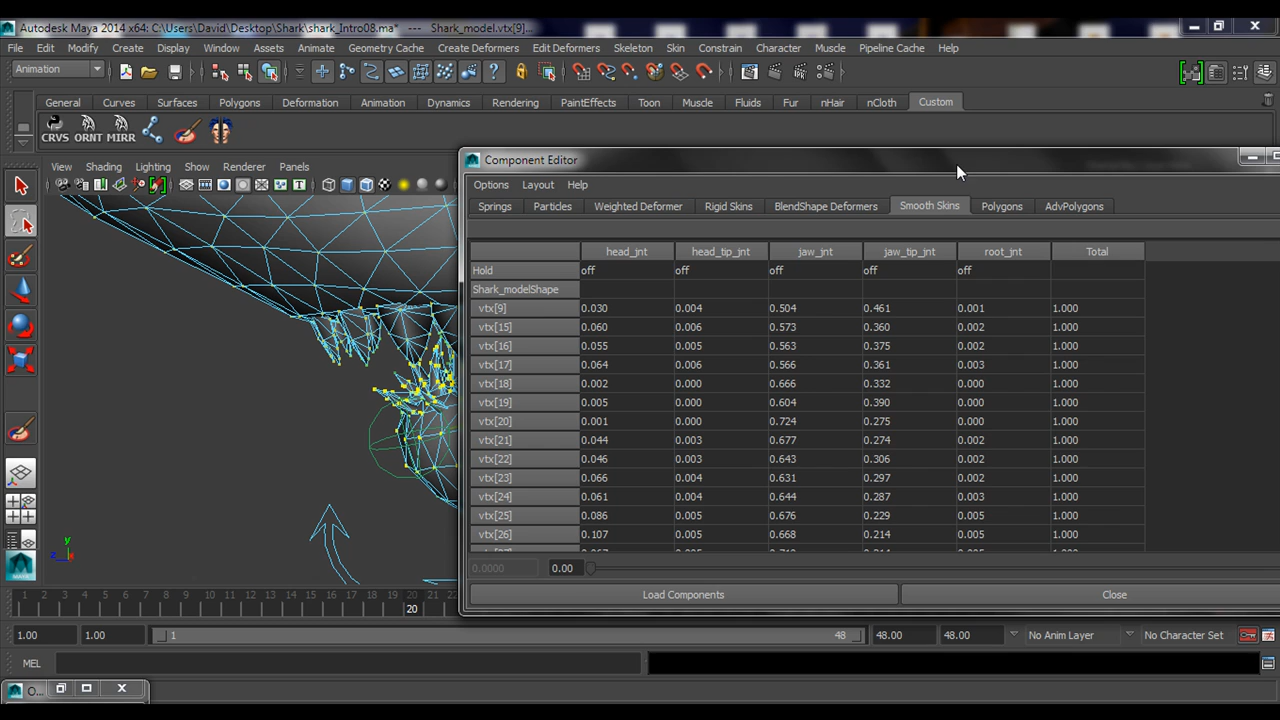 Autodesk Maya 2014 x64: C:\Users\David\Desktop\Shark\shark_Intro08.ma* --- Shark_model.vtx[9]...
File Edit Modify Create Display Window Assets Animate Geometry Cache Create Deformers Edit Deformers Skeleton Skin Constrain Character Muscle Pipeline Cache Help
Animation
General Curves Surfaces Polygons Deformation Animation Dynamics Rendering PaintEffects Toon Muscle Fluids Fur nHair nCloth Custom
CRVS ORNT MIRR
View Shading Lighting Show Renderer Panels
Component Editor
Options Layout Help
Springs Particles Weighted Deformer Rigid Skins BlendShape Deformers Smooth Skins Polygons AdvPolygons
head_jnt head_tip_jnt jaw_jnt jaw_tip_jnt root_jnt Total
Hold off off off off off
Shark_modelShape
vtx[9] 0.030 0.004 0.504 0.461 0.001 1.000
vtx[15] 0.060 0.006 0.573 0.360 0.002 1.000
vtx[16] 0.055 0.005 0.563 0.375 0.002 1.000
vtx[17] 0.064 0.006 0.566 0.361 0.003 1.000
vtx[18] 0.002 0.000 0.666 0.332 0.000 1.000
vtx[19] 0.005 0.000 0.604 0.390 0.000 1.000
vtx[20] 0.001 0.000 0.724 0.275 0.000 1.000
vtx[21] 0.044 0.003 0.677 0.274 0.002 1.000
vtx[22] 0.046 0.003 0.643 0.306 0.002 1.000
vtx[23] 0.066 0.004 0.631 0.297 0.002 1.000
vtx[24] 0.061 0.004 0.644 0.287 0.003 1.000
vtx[25] 0.086 0.005 0.676 0.229 0.005 1.000
vtx[26] 0.107 0.005 0.668 0.214 0.005 1.000
0.0000 0.00
Load Components Close
y
z x
MAYA
1 2 3 4 5 6 7 8 9 10 11 12 13 14 15 16 17 18 19 20 21 22
20
1.00 1.00 1 48 48.00 48.00 No Anim Layer No Character Set
MEL
O...